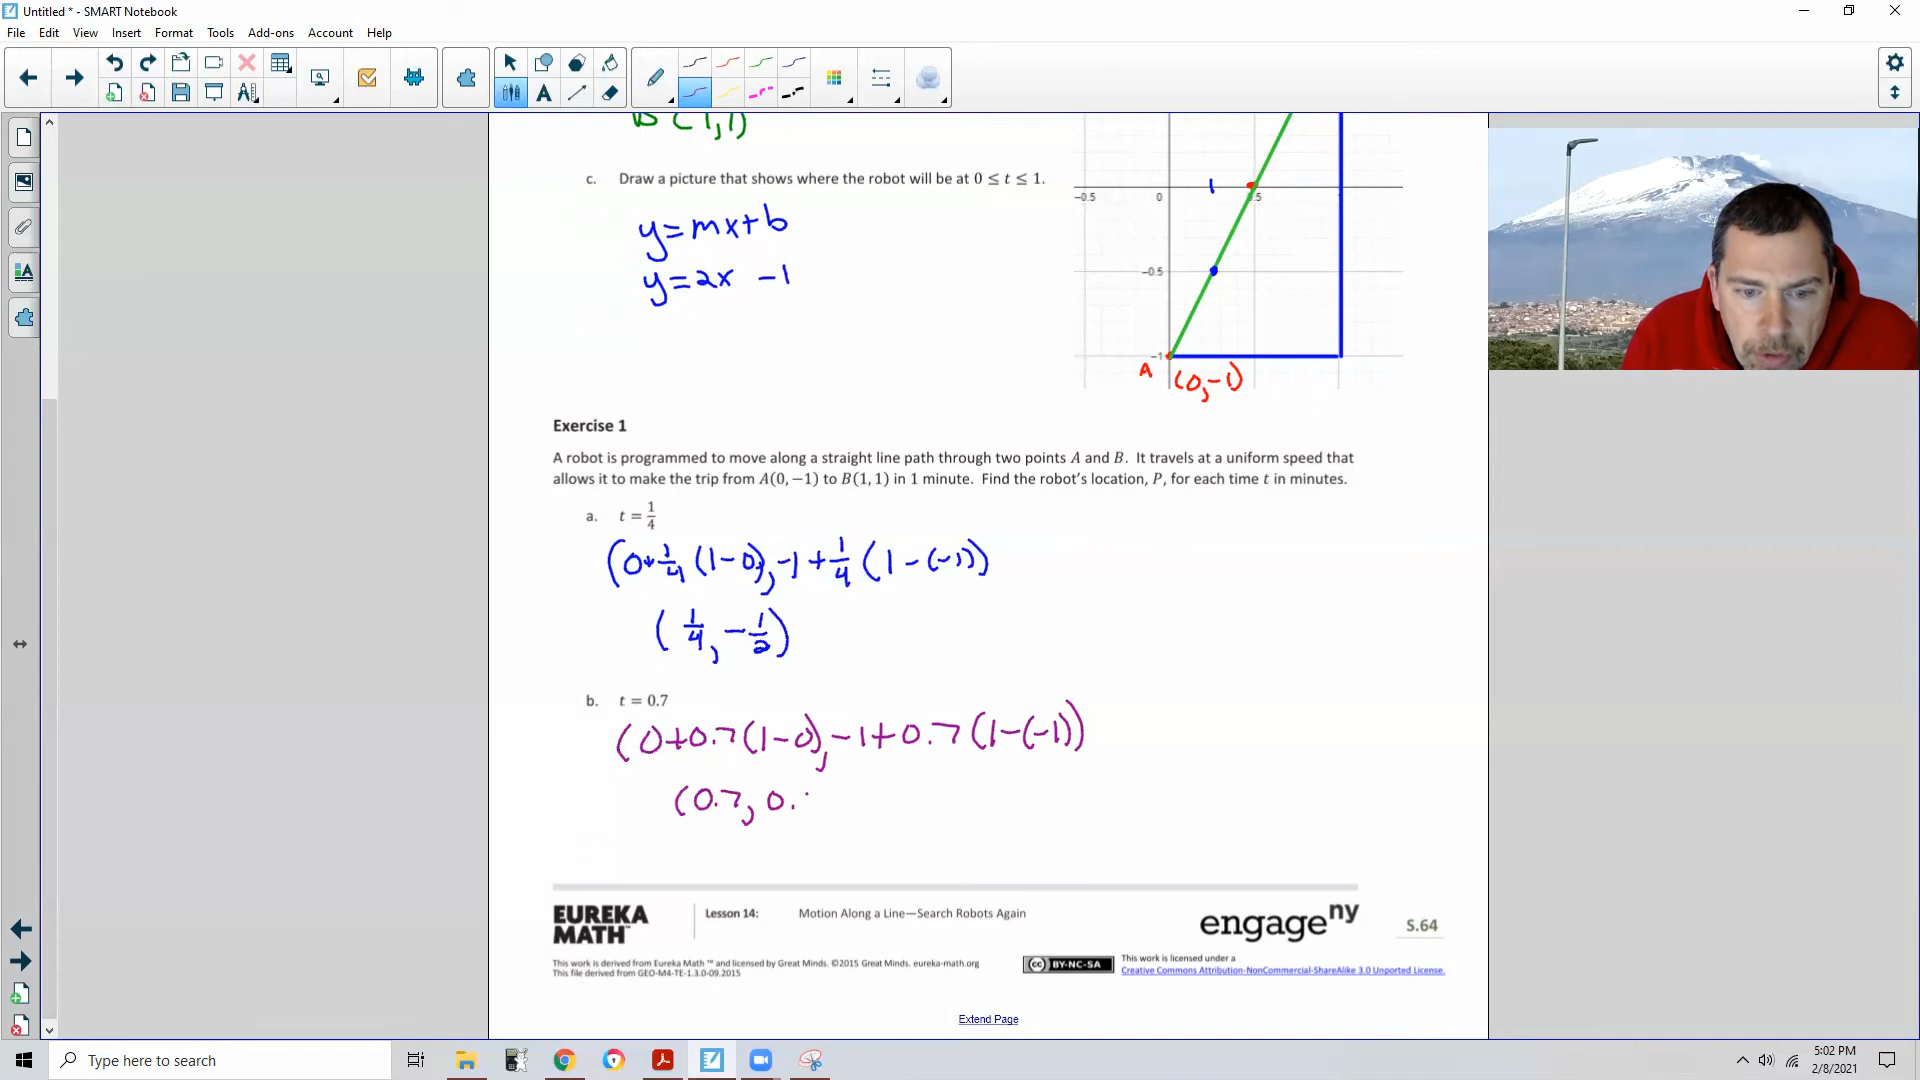 Untitled * - SMART Notebook
File Edit View Insert Format Tools Add-ons Account Help
B (1,1)
c. Draw a picture that shows where the robot will be at 0 ≤ t ≤ 1.
y=mx+b
y=2x -1
-0.5 0
-0.5
-1
A (0,-1)
Exercise 1
A robot is programmed to move along a straight line path through two points A and B. It travels at a uniform speed that
allows it to make the trip from A(0, −1) to B(1, 1) in 1 minute. Find the robot's location, P, for each time t in minutes.
a. t = 1/4
(0+1/4(1-0), -1+1/4(1-(-1))
(1/4, -1/2)
b. t = 0.7
(0+0.7(1-0), -1+0.7(1-(-1))
(0.7, 0.
EUREKA MATH™
Lesson 14: Motion Along a Line—Search Robots Again
engageny
S.64
This work is derived from Eureka Math ™ and licensed by Great Minds. ©2015 Great Minds. eureka-math.org
This file derived from GEO-M4-TE-1.3.0-09.2015
CC BY-NC-SA
This work is licensed under a
Creative Commons Attribution-NonCommercial-ShareAlike 3.0 Unported License.
Extend Page
Type here to search
5:02 PM
2/8/2021